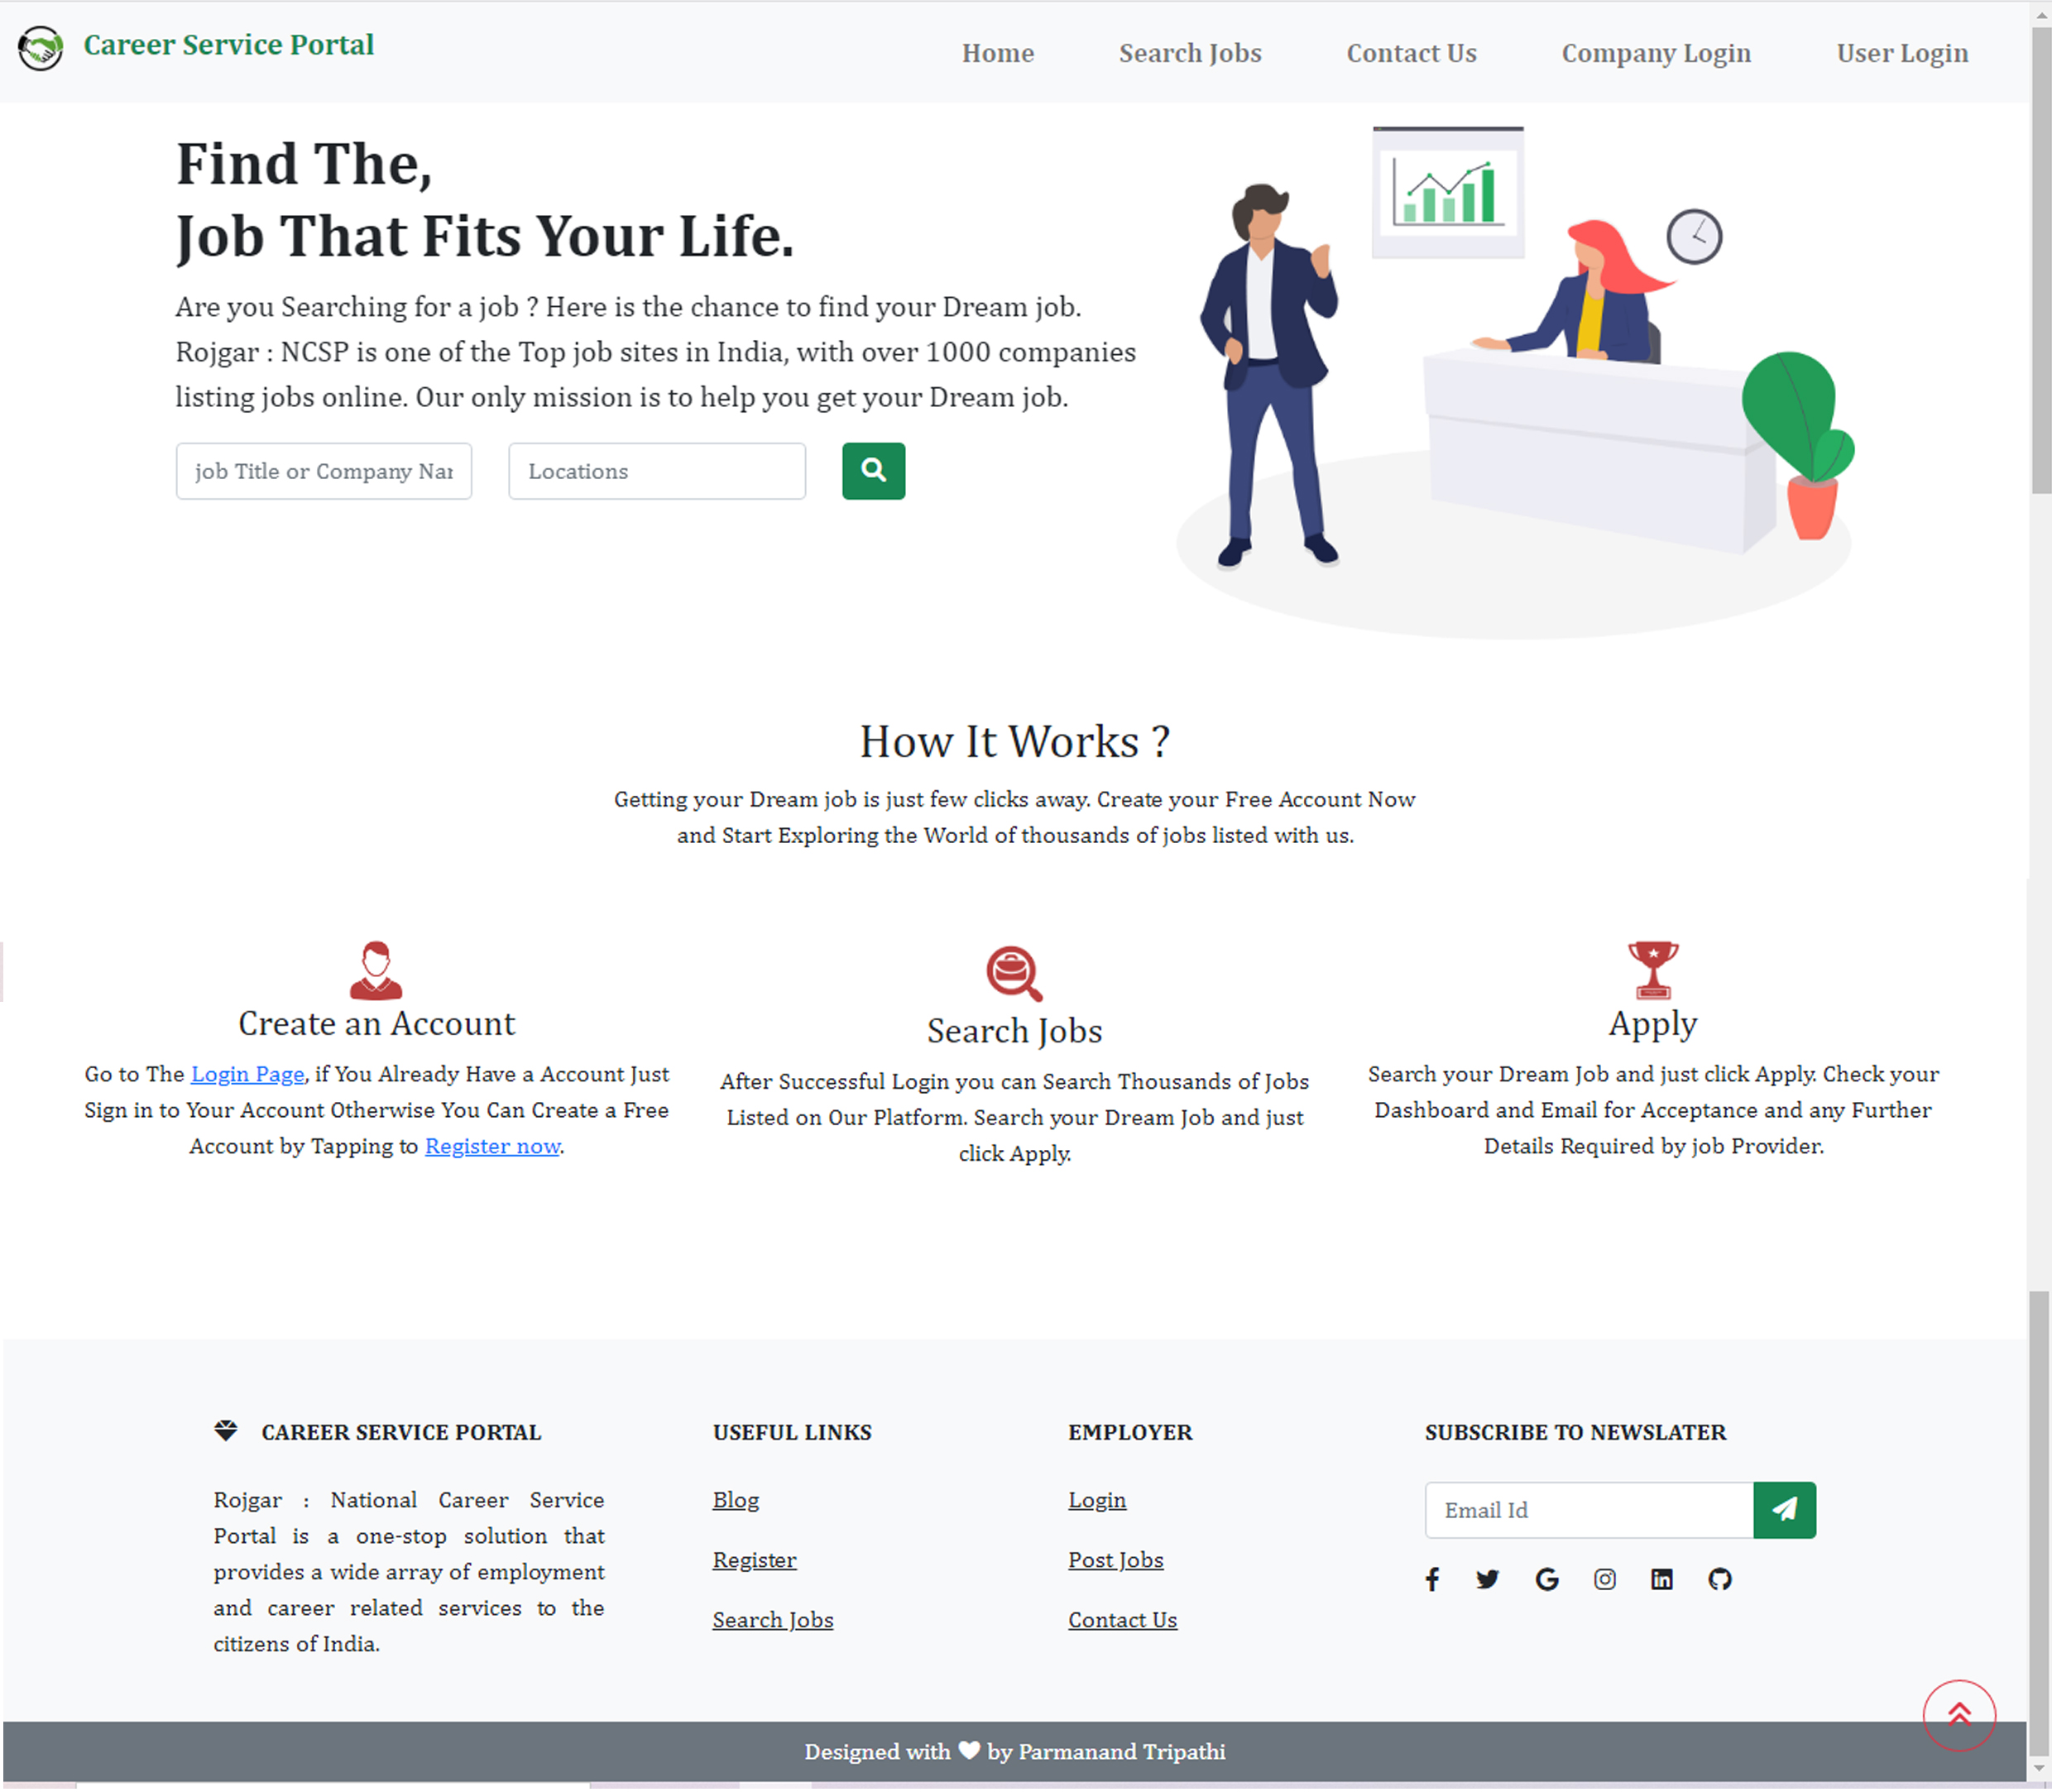 Career Service Portal
Home
Search Jobs
Contact Us
Company Login
User Login
Find The,
Job That Fits Your Life.
Are you Searching for a job ? Here is the chance to find your Dream job.
Rojgar : NCSP is one of the Top job sites in India, with over 1000 companies
listing jobs online. Our only mission is to help you get your Dream job.
job Title or Company Nar
Locations
How It Works ?
Getting your Dream job is just few clicks away. Create your Free Account Now
and Start Exploring the World of thousands of jobs listed with us.
Create an Account
Go to The Login Page, if You Already Have a Account Just
Sign in to Your Account Otherwise You Can Create a Free
Account by Tapping to Register now.
Search Jobs
After Successful Login you can Search Thousands of Jobs
Listed on Our Platform. Search your Dream Job and just
click Apply.
Apply
Search your Dream Job and just click Apply. Check your
Dashboard and Email for Acceptance and any Further
Details Required by job Provider.
CAREER SERVICE PORTAL
Rojgar : National Career Service
Portal is a one-stop solution that
provides a wide array of employment
and career related services to the
citizens of India.
USEFUL LINKS
Blog
Register
Search Jobs
EMPLOYER
Login
Post Jobs
Contact Us
SUBSCRIBE TO NEWSLATER
Email Id
Designed with by Parmanand Tripathi